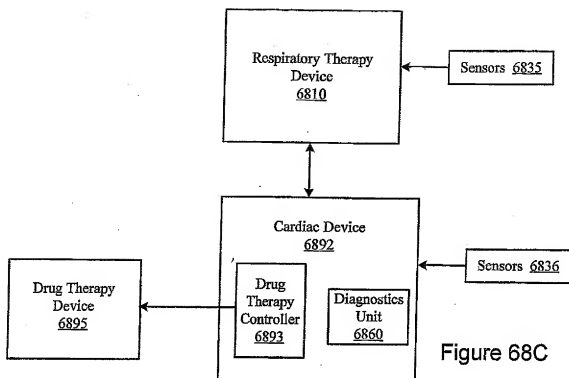 Respiratory Therapy
Device
6810
Sensors 6835
Cardiac Device
6892
Sensors 6836
Drug Therapy
Device
6895
Drug
Therapy
Controller
6893
Diagnostics
Unit
6860
Figure 68C